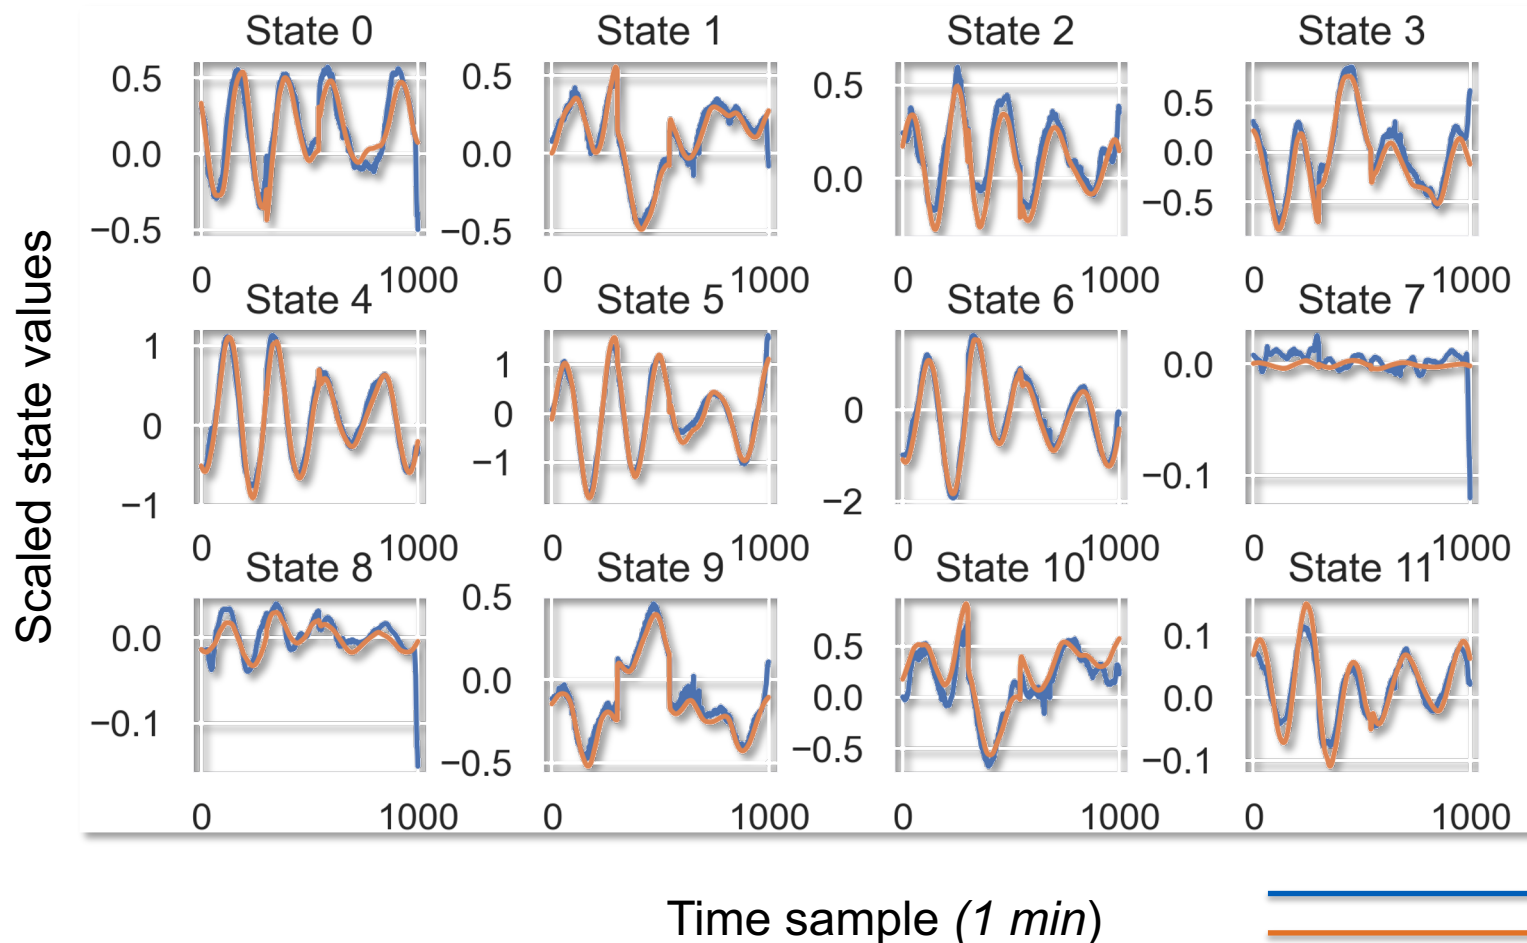 State 0 State 1 State 2 State 3
0.5 0.0 −0.5 0 1000
0.5 0.0 −0.5 0 1000
0.5 0.0 0 1000
0.5 0.0 −0.5 0 1000
State 4 State 5 State 6 State 7
1 0 −1 0 1000
1 0 −1 0 1000
0 −2 0 1000
0.0 −0.1 0 1000
State 8 State 9 State 10 State 11
0.0 −0.1 0 1000
0.5 0.0 −0.5 0 1000
0.5 0.0 −0.5 0 1000
0.1 0.0 −0.1 0 1000
Scaled state values
Time sample (1 min)